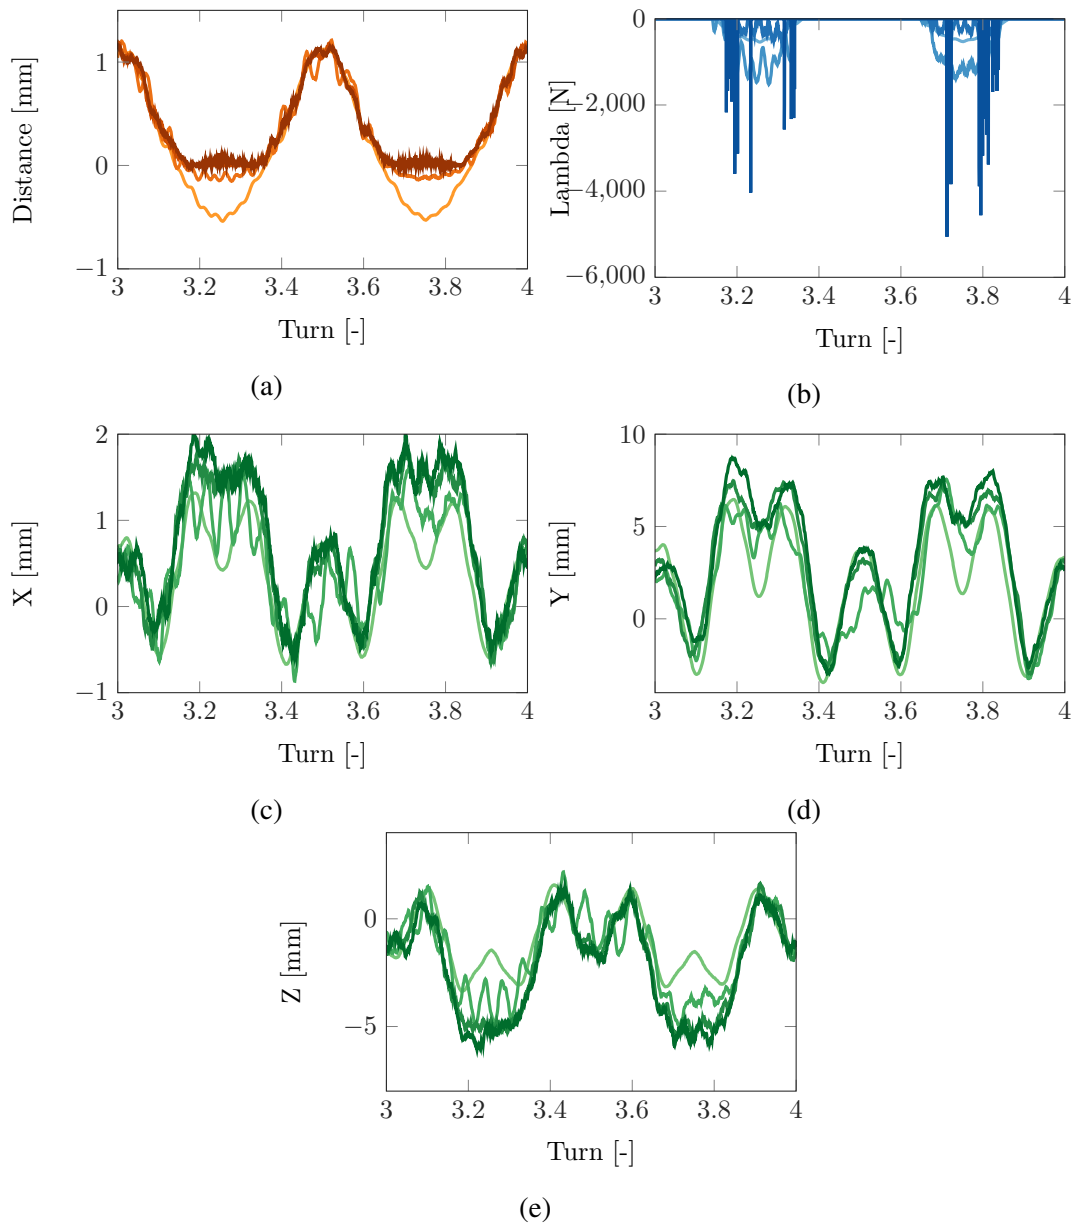 1
0
−1
Distance [mm]
3 3.2 3.4 3.6 3.8 4
Turn [-]
(a)
0
−2,000
−4,000
−6,000
Lambda [N]
3 3.2 3.4 3.6 3.8 4
Turn [-]
(b)
2
1
0
−1
X [mm]
3 3.2 3.4 3.6 3.8 4
Turn [-]
(c)
10
5
0
Y [mm]
3 3.2 3.4 3.6 3.8 4
Turn [-]
(d)
0
−5
Z [mm]
3 3.2 3.4 3.6 3.8 4
Turn [-]
(e)